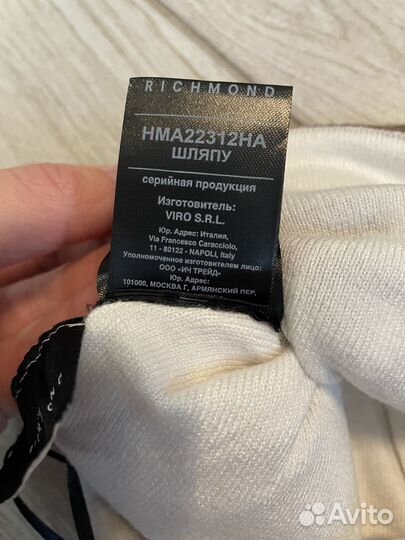 RICHMOND
HMA22312HA
ШЛЯПУ
серийная продукция
Изготовитель:
VIRO S.R.L.
Юр. Адрес: Италия,
Via Francesco Caracciolo,
11 - 80122 - NAPOLI, Italy
Уполномоченное изготовителем лицо:
ООО «ИЧ ТРЕЙД»
Юр. Адрес:
101000, МОСКВА Г, АРМЯНСКИЙ ПЕР,
Avito